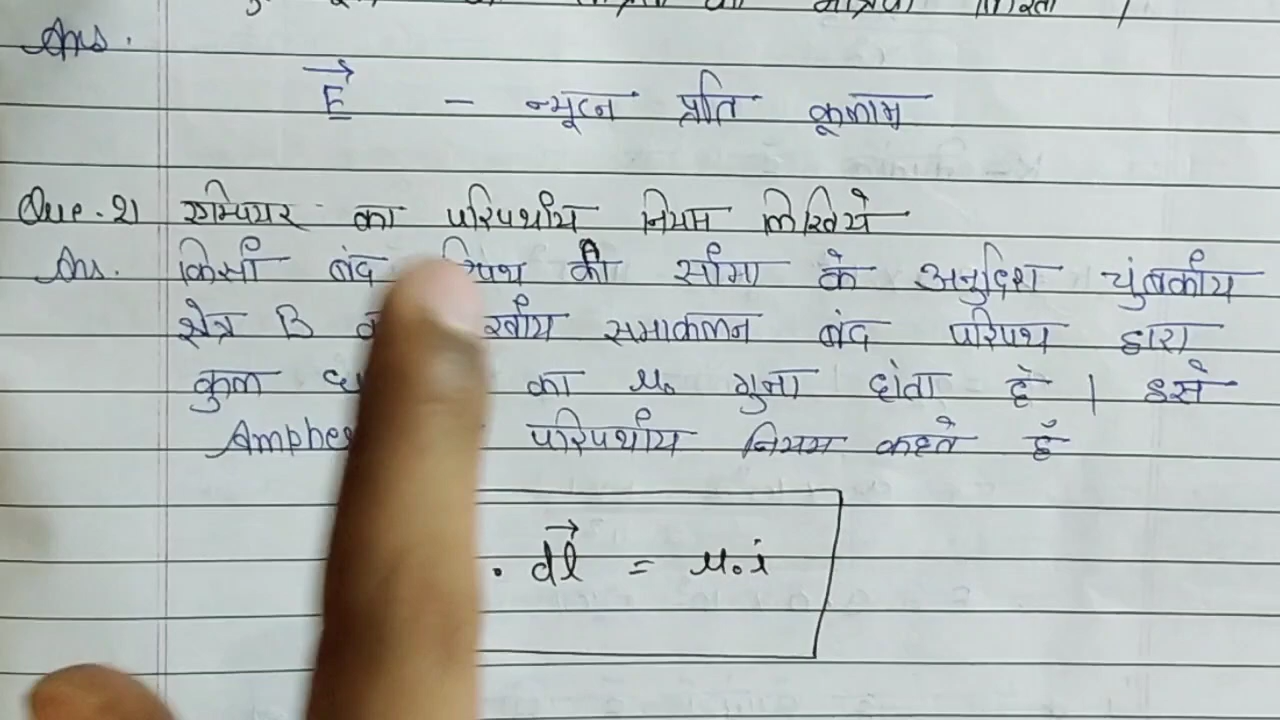 Ans.
E - न्यूटन प्रति कूलाम
Que-21 एम्पियर का परिपथीय नियम लिखिये
Ans. किसी बंद की सीमा के अनुदिश चुंबकीय
क्षेत्र B समाकलन बंद परिपथ द्वारा
कुल का μ₀ गुना होता है । इसे
परिपथीय नियम कहते हैं
. dl = μ₀i